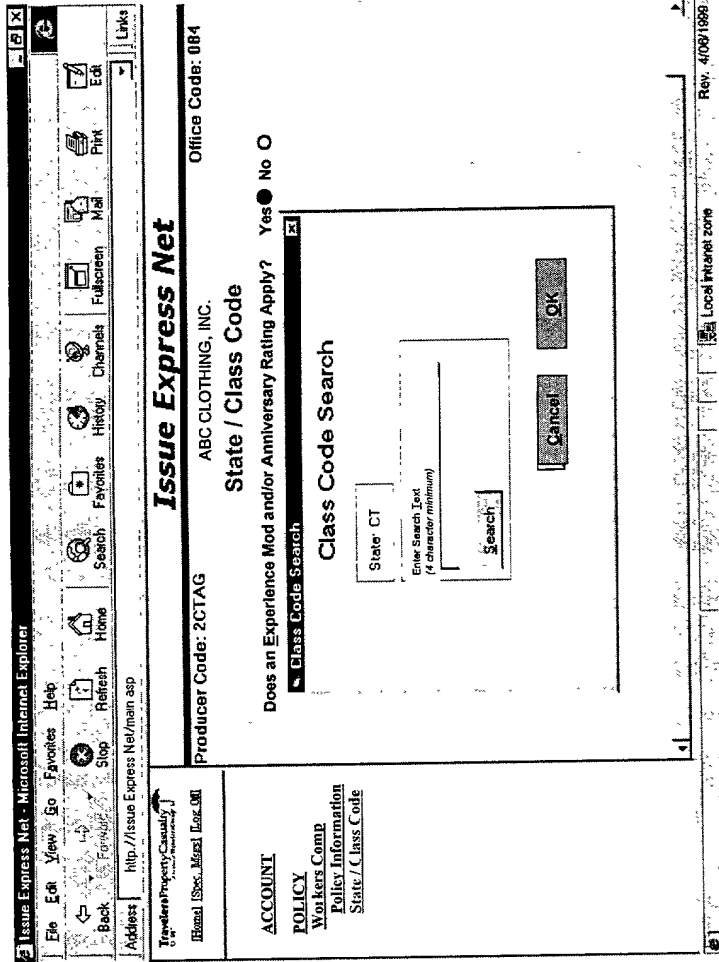 Issue Express Net - Microsoft Internet Explorer
File Edit View Go Favorites Help
Back Forward Stop Refresh Home Search Favorites History Channels Fullscreen Mail Print Edit
Address http://Issue Express Net/main asp Links
TravelersPropertyCasualty
[Home] [Spec. Msgs] [Log Off]
ACCOUNT
POLICY
Workers Comp
Policy Information
State / Class Code
Issue Express Net
Producer Code: 2CTAG ABC CLOTHING, INC. Office Code: 084
State / Class Code
Does an Experience Mod and/or Anniversary Rating Apply? Yes No
Class Code Search
Class Code Search
State: CT
Enter Search Text
(4 character minimum)
Search
Cancel OK
Local intranet zone
Rev. 4/06/1999